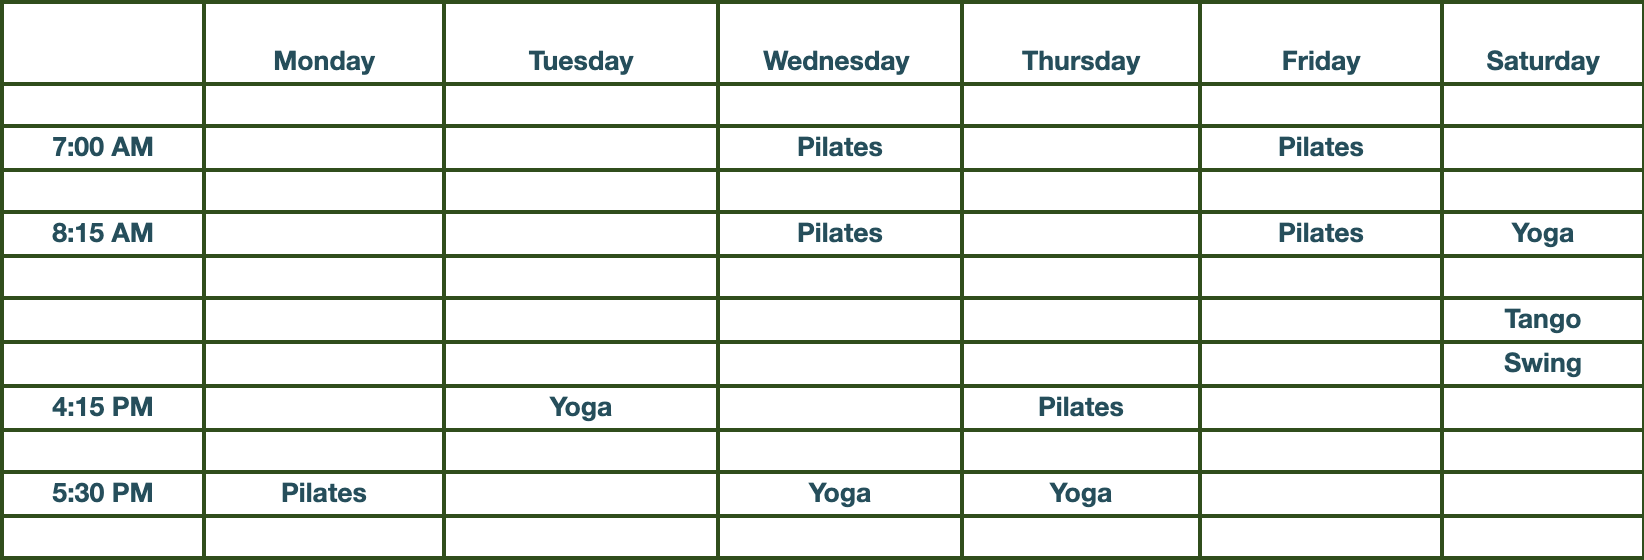 Monday Tuesday Wednesday Thursday Friday Saturday
7:00 AM Pilates Pilates
8:15 AM Pilates Pilates Yoga
Tango
Swing
4:15 PM Yoga Pilates
5:30 PM Pilates Yoga Yoga